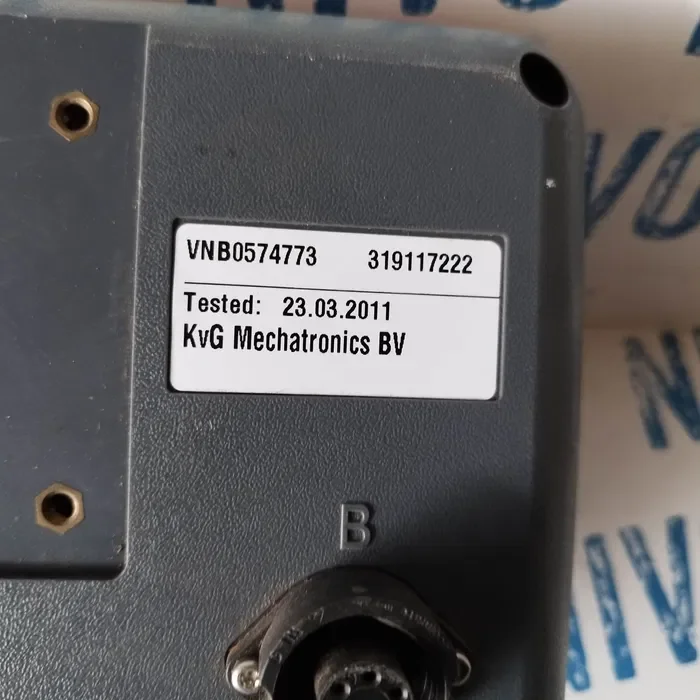 VNB0574773 319117222
Tested: 23.03.2011
KvG Mechatronics BV
B